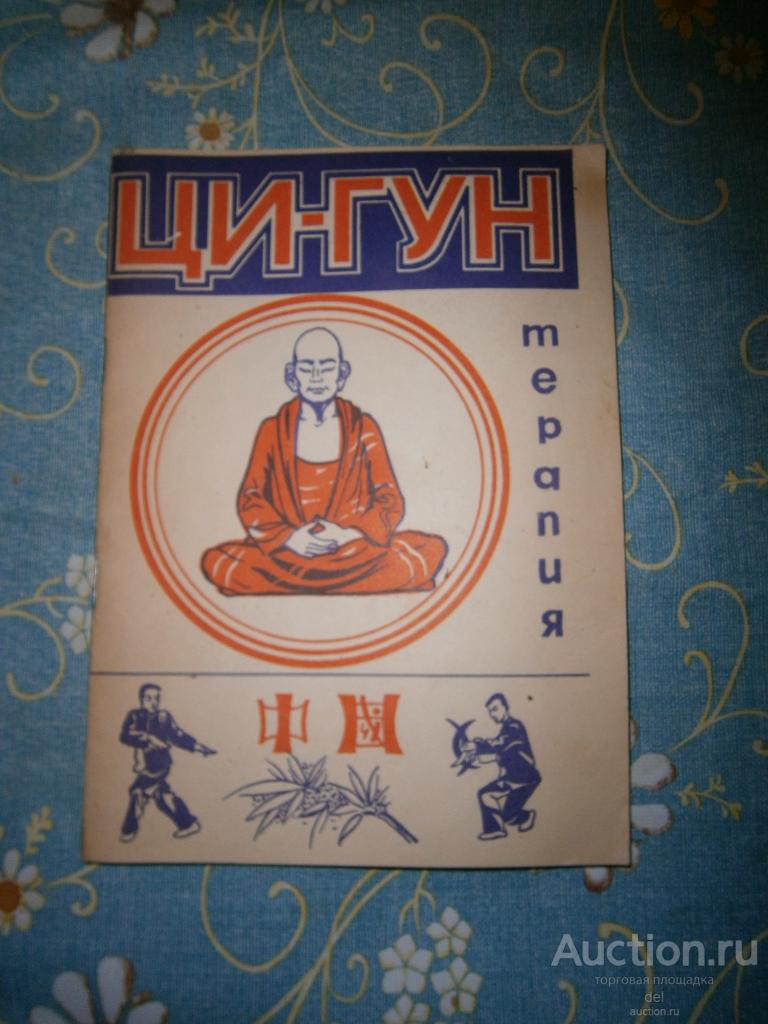 ЦИ-ГУН
терапия
中國
Auction.ru
торговая площадка
del
auction.ru